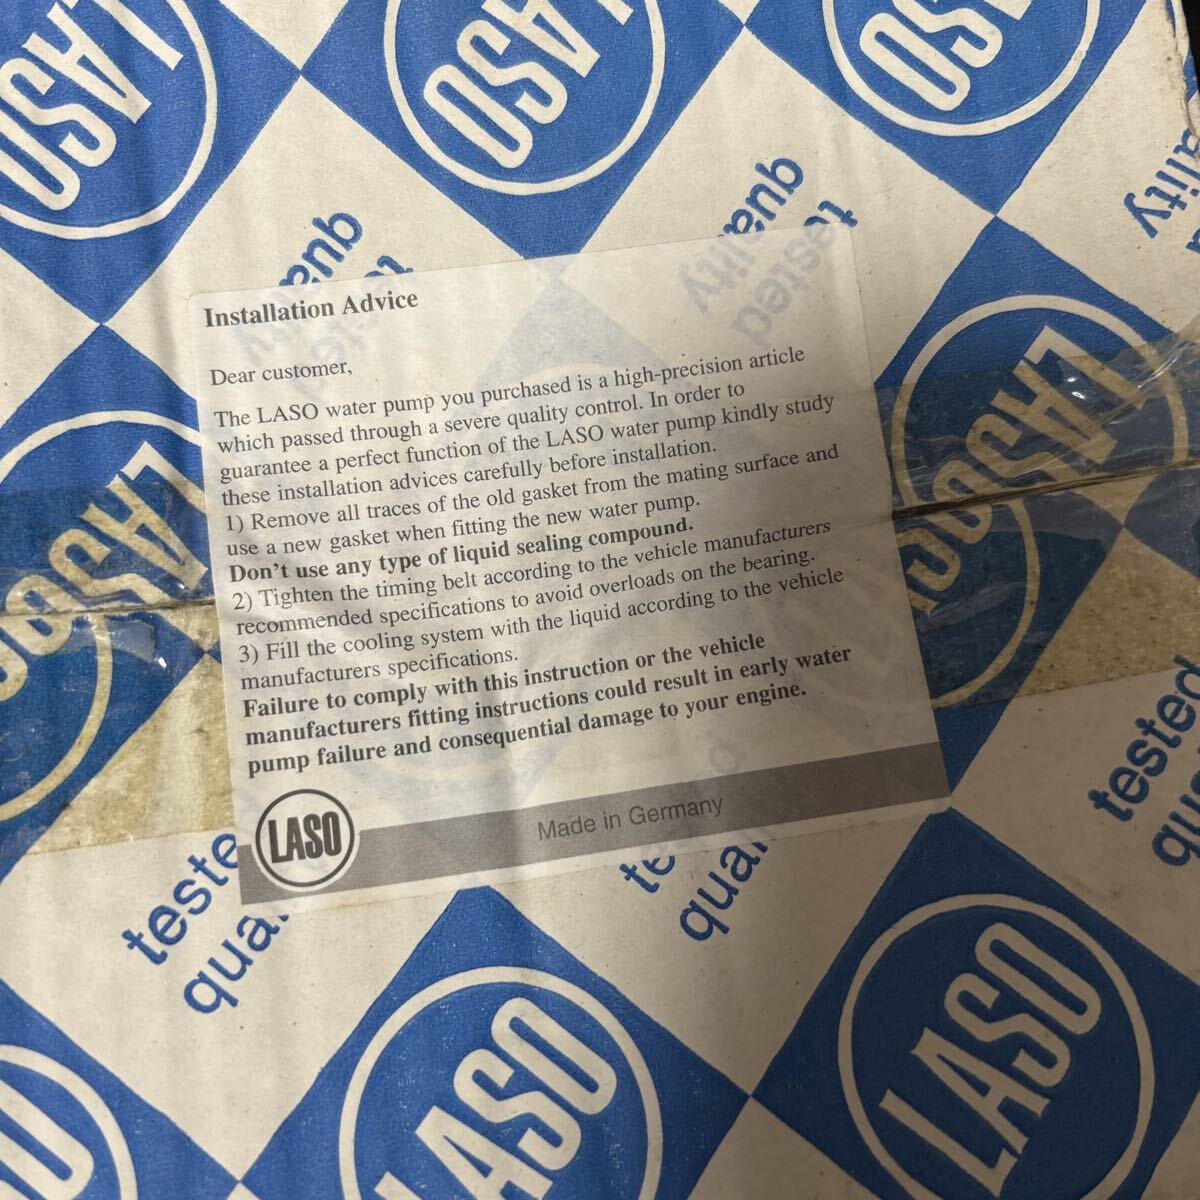 LASO
LASO
LASO
quality
tested
quality
Installation Advice
Dear customer,
The LASO water pump you purchased is a high-precision article
which passed through a severe quality control. In order to
guarantee a perfect function of the LASO water pump kindly study
these installation advices carefully before installation.
1) Remove all traces of the old gasket from the mating surface and
use a new gasket when fitting the new water pump.
Don't use any type of liquid sealing compound.
2) Tighten the timing belt according to the vehicle manufacturers
recommended specifications to avoid overloads on the bearing.
3) Fill the cooling system with the liquid according to the vehicle
manufacturers specifications.
Failure to comply with this instruction or the vehicle
manufacturers fitting instructions could result in early water
pump failure and consequential damage to your engine.
LASO
Made in Germany
tested
LASO
LASO